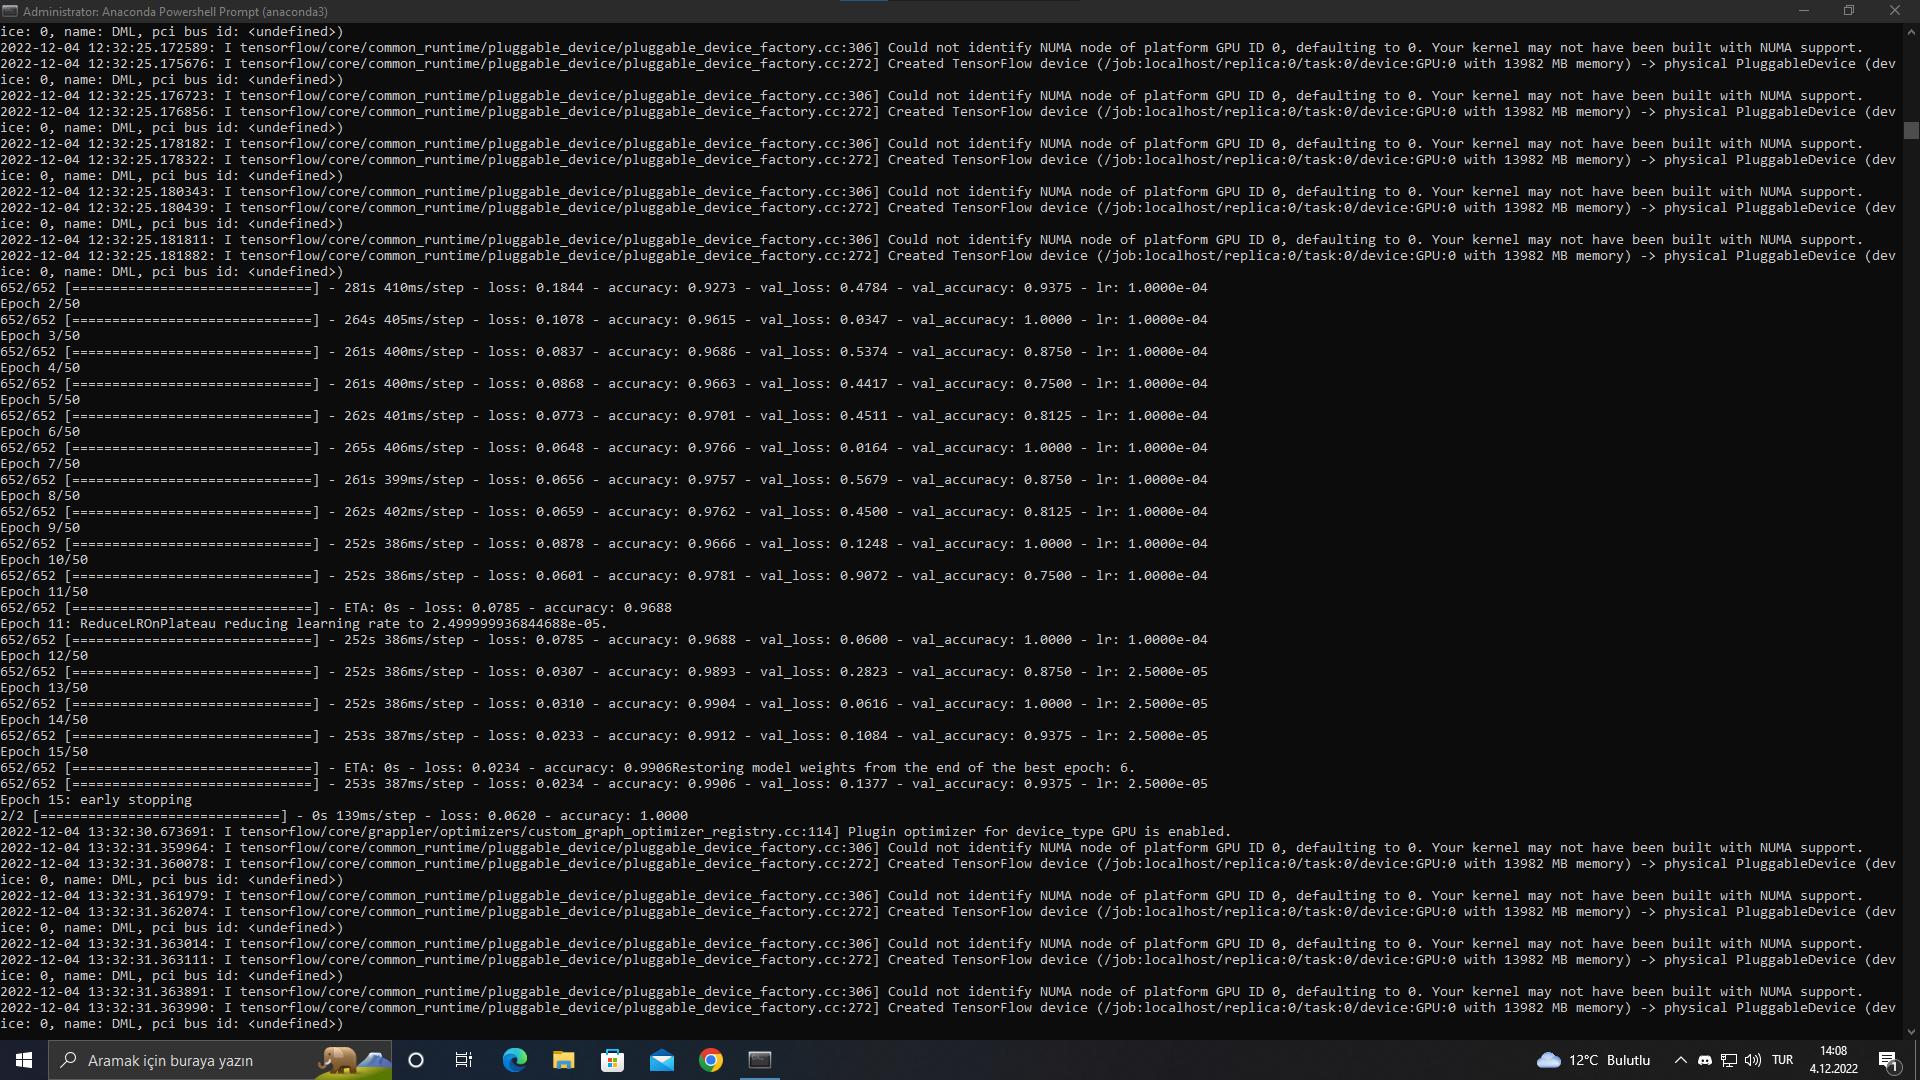 Administrator: Anaconda Powershell Prompt (anaconda3)
ice: 0, name: DML, pci bus id: <undefined>)
2022-12-04 12:32:25.172589: I tensorflow/core/common_runtime/pluggable_device/pluggable_device_factory.cc:306] Could not identify NUMA node of platform GPU ID 0, defaulting to 0. Your kernel may not have been built with NUMA support.
2022-12-04 12:32:25.175676: I tensorflow/core/common_runtime/pluggable_device/pluggable_device_factory.cc:272] Created TensorFlow device (/job:localhost/replica:0/task:0/device:GPU:0 with 13982 MB memory) -> physical PluggableDevice (dev
ice: 0, name: DML, pci bus id: <undefined>)
2022-12-04 12:32:25.176723: I tensorflow/core/common_runtime/pluggable_device/pluggable_device_factory.cc:306] Could not identify NUMA node of platform GPU ID 0, defaulting to 0. Your kernel may not have been built with NUMA support.
2022-12-04 12:32:25.176856: I tensorflow/core/common_runtime/pluggable_device/pluggable_device_factory.cc:272] Created TensorFlow device (/job:localhost/replica:0/task:0/device:GPU:0 with 13982 MB memory) -> physical PluggableDevice (dev
ice: 0, name: DML, pci bus id: <undefined>)
2022-12-04 12:32:25.178182: I tensorflow/core/common_runtime/pluggable_device/pluggable_device_factory.cc:306] Could not identify NUMA node of platform GPU ID 0, defaulting to 0. Your kernel may not have been built with NUMA support.
2022-12-04 12:32:25.178322: I tensorflow/core/common_runtime/pluggable_device/pluggable_device_factory.cc:272] Created TensorFlow device (/job:localhost/replica:0/task:0/device:GPU:0 with 13982 MB memory) -> physical PluggableDevice (dev
ice: 0, name: DML, pci bus id: <undefined>)
2022-12-04 12:32:25.180343: I tensorflow/core/common_runtime/pluggable_device/pluggable_device_factory.cc:306] Could not identify NUMA node of platform GPU ID 0, defaulting to 0. Your kernel may not have been built with NUMA support.
2022-12-04 12:32:25.180439: I tensorflow/core/common_runtime/pluggable_device/pluggable_device_factory.cc:272] Created TensorFlow device (/job:localhost/replica:0/task:0/device:GPU:0 with 13982 MB memory) -> physical PluggableDevice (dev
ice: 0, name: DML, pci bus id: <undefined>)
2022-12-04 12:32:25.181811: I tensorflow/core/common_runtime/pluggable_device/pluggable_device_factory.cc:306] Could not identify NUMA node of platform GPU ID 0, defaulting to 0. Your kernel may not have been built with NUMA support.
2022-12-04 12:32:25.181882: I tensorflow/core/common_runtime/pluggable_device/pluggable_device_factory.cc:272] Created TensorFlow device (/job:localhost/replica:0/task:0/device:GPU:0 with 13982 MB memory) -> physical PluggableDevice (dev
ice: 0, name: DML, pci bus id: <undefined>)
652/652 [==============================] - 281s 410ms/step - loss: 0.1844 - accuracy: 0.9273 - val_loss: 0.4784 - val_accuracy: 0.9375 - lr: 1.0000e-04
Epoch 2/50
652/652 [==============================] - 264s 405ms/step - loss: 0.1078 - accuracy: 0.9615 - val_loss: 0.0347 - val_accuracy: 1.0000 - lr: 1.0000e-04
Epoch 3/50
652/652 [==============================] - 261s 400ms/step - loss: 0.0837 - accuracy: 0.9686 - val_loss: 0.5374 - val_accuracy: 0.8750 - lr: 1.0000e-04
Epoch 4/50
652/652 [==============================] - 261s 400ms/step - loss: 0.0868 - accuracy: 0.9663 - val_loss: 0.4417 - val_accuracy: 0.7500 - lr: 1.0000e-04
Epoch 5/50
652/652 [==============================] - 262s 401ms/step - loss: 0.0773 - accuracy: 0.9701 - val_loss: 0.4511 - val_accuracy: 0.8125 - lr: 1.0000e-04
Epoch 6/50
652/652 [==============================] - 265s 406ms/step - loss: 0.0648 - accuracy: 0.9766 - val_loss: 0.0164 - val_accuracy: 1.0000 - lr: 1.0000e-04
Epoch 7/50
652/652 [==============================] - 261s 399ms/step - loss: 0.0656 - accuracy: 0.9757 - val_loss: 0.5679 - val_accuracy: 0.8750 - lr: 1.0000e-04
Epoch 8/50
652/652 [==============================] - 262s 402ms/step - loss: 0.0659 - accuracy: 0.9762 - val_loss: 0.4500 - val_accuracy: 0.8125 - lr: 1.0000e-04
Epoch 9/50
652/652 [==============================] - 252s 386ms/step - loss: 0.0878 - accuracy: 0.9666 - val_loss: 0.1248 - val_accuracy: 1.0000 - lr: 1.0000e-04
Epoch 10/50
652/652 [==============================] - 252s 386ms/step - loss: 0.0601 - accuracy: 0.9781 - val_loss: 0.9072 - val_accuracy: 0.7500 - lr: 1.0000e-04
Epoch 11/50
652/652 [==============================] - ETA: 0s - loss: 0.0785 - accuracy: 0.9688
Epoch 11: ReduceLROnPlateau reducing learning rate to 2.499999936844688e-05.
652/652 [==============================] - 252s 386ms/step - loss: 0.0785 - accuracy: 0.9688 - val_loss: 0.0600 - val_accuracy: 1.0000 - lr: 1.0000e-04
Epoch 12/50
652/652 [==============================] - 252s 386ms/step - loss: 0.0307 - accuracy: 0.9893 - val_loss: 0.2823 - val_accuracy: 0.8750 - lr: 2.5000e-05
Epoch 13/50
652/652 [==============================] - 252s 386ms/step - loss: 0.0310 - accuracy: 0.9904 - val_loss: 0.0616 - val_accuracy: 1.0000 - lr: 2.5000e-05
Epoch 14/50
652/652 [==============================] - 253s 387ms/step - loss: 0.0233 - accuracy: 0.9912 - val_loss: 0.1084 - val_accuracy: 0.9375 - lr: 2.5000e-05
Epoch 15/50
652/652 [==============================] - ETA: 0s - loss: 0.0234 - accuracy: 0.9906Restoring model weights from the end of the best epoch: 6.
652/652 [==============================] - 253s 387ms/step - loss: 0.0234 - accuracy: 0.9906 - val_loss: 0.1377 - val_accuracy: 0.9375 - lr: 2.5000e-05
Epoch 15: early stopping
2/2 [==============================] - 0s 139ms/step - loss: 0.0620 - accuracy: 1.0000
2022-12-04 13:32:30.673691: I tensorflow/core/grappler/optimizers/custom_graph_optimizer_registry.cc:114] Plugin optimizer for device_type GPU is enabled.
2022-12-04 13:32:31.359964: I tensorflow/core/common_runtime/pluggable_device/pluggable_device_factory.cc:306] Could not identify NUMA node of platform GPU ID 0, defaulting to 0. Your kernel may not have been built with NUMA support.
2022-12-04 13:32:31.360078: I tensorflow/core/common_runtime/pluggable_device/pluggable_device_factory.cc:272] Created TensorFlow device (/job:localhost/replica:0/task:0/device:GPU:0 with 13982 MB memory) -> physical PluggableDevice (dev
ice: 0, name: DML, pci bus id: <undefined>)
2022-12-04 13:32:31.361979: I tensorflow/core/common_runtime/pluggable_device/pluggable_device_factory.cc:306] Could not identify NUMA node of platform GPU ID 0, defaulting to 0. Your kernel may not have been built with NUMA support.
2022-12-04 13:32:31.362074: I tensorflow/core/common_runtime/pluggable_device/pluggable_device_factory.cc:272] Created TensorFlow device (/job:localhost/replica:0/task:0/device:GPU:0 with 13982 MB memory) -> physical PluggableDevice (dev
ice: 0, name: DML, pci bus id: <undefined>)
2022-12-04 13:32:31.363014: I tensorflow/core/common_runtime/pluggable_device/pluggable_device_factory.cc:306] Could not identify NUMA node of platform GPU ID 0, defaulting to 0. Your kernel may not have been built with NUMA support.
2022-12-04 13:32:31.363111: I tensorflow/core/common_runtime/pluggable_device/pluggable_device_factory.cc:272] Created TensorFlow device (/job:localhost/replica:0/task:0/device:GPU:0 with 13982 MB memory) -> physical PluggableDevice (dev
ice: 0, name: DML, pci bus id: <undefined>)
2022-12-04 13:32:31.363891: I tensorflow/core/common_runtime/pluggable_device/pluggable_device_factory.cc:306] Could not identify NUMA node of platform GPU ID 0, defaulting to 0. Your kernel may not have been built with NUMA support.
2022-12-04 13:32:31.363990: I tensorflow/core/common_runtime/pluggable_device/pluggable_device_factory.cc:272] Created TensorFlow device (/job:localhost/replica:0/task:0/device:GPU:0 with 13982 MB memory) -> physical PluggableDevice (dev
ice: 0, name: DML, pci bus id: <undefined>)
Aramak için buraya yazın
12°C Bulutlu
TUR
14:08
4.12.2022
1